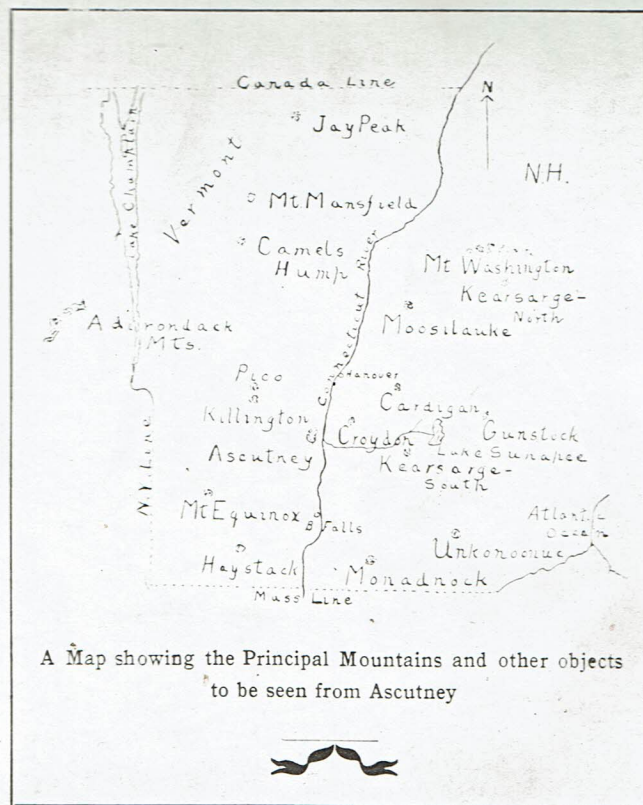 Canada Line
N
Jay Peak
Lake Champlain
Vermont
N.H.
Mt. Mansfield
Camels
Hump
Connecticut River
Mt Washington
Kearsarge-
North
Moosilauke
Adirondack
Mts.
Hanover
Pico
Killington
Cardigan.
Croydon
Gunstock
Lake Sunapee
Ascutney
Kearsarge-
South
N.Y. Line
Mt Equinox
B Falls
Atlantic
Ocean
Unkonoonuc
Haystack
Monadnock
Mass Line
A Map showing the Principal Mountains and other objects
to be seen from Ascutney